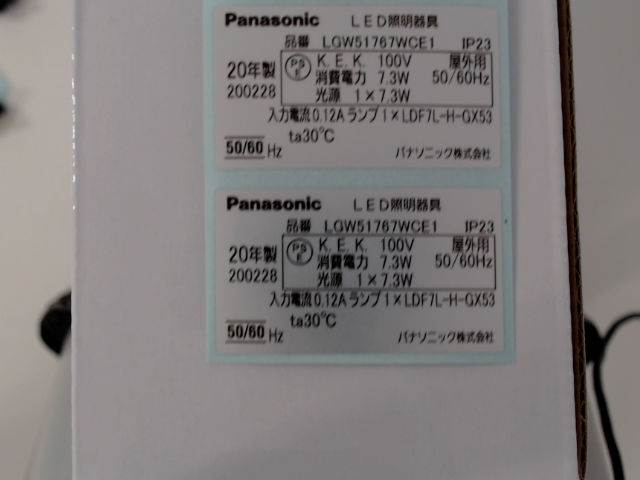 Panasonic LED照明器具
品番 LGW51767WCE1 IP23
20年製 PS E K. E. K. 100V 屋外用
消費電力 7.3W 50/60Hz
200228 光源 1×7.3W
入力電流0.12A ランプ1×LDF7L-H-GX53
ta30℃
50/60 Hz パナソニック株式会社
Panasonic LED照明器具
品番 LGW51767WCE1 IP23
20年製 PS E K. E. K. 100V 屋外用
消費電力 7.3W 50/60Hz
200228 光源 1×7.3W
入力電流0.12A ランプ1×LDF7L-H-GX53
ta30℃
50/60 Hz パナソニック株式会社